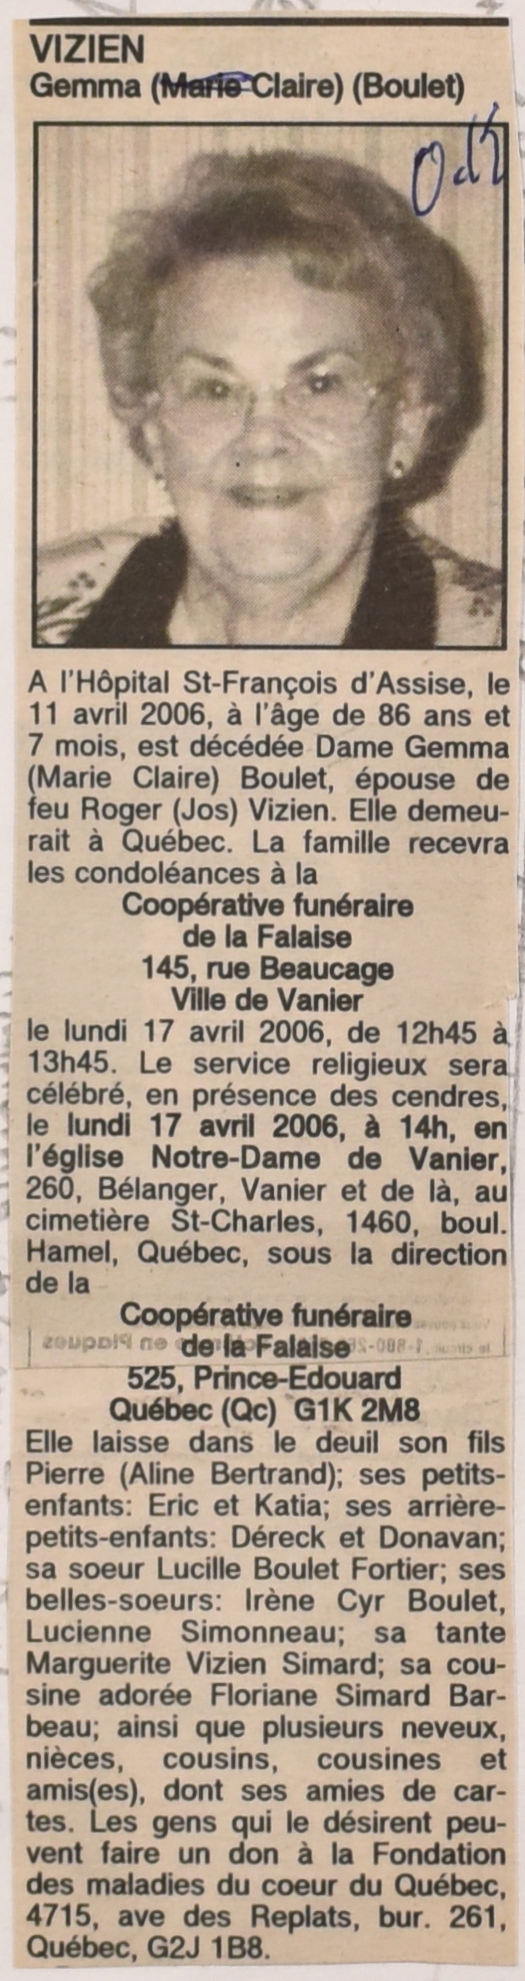 VIZIEN
Gemma (Marie Claire) (Boulet)
A l'Hôpital St-François d'Assise, le
11 avril 2006, à l'âge de 86 ans et
7 mois, est décédée Dame Gemma
(Marie Claire) Boulet, épouse de
feu Roger (Jos) Vizien. Elle demeu-
rait à Québec. La famille recevra
les condoléances à la
Coopérative funéraire
de la Falaise
145, rue Beaucage
Ville de Vanier
le lundi 17 avril 2006, de 12h45 à
13h45. Le service religieux sera
célébré, en présence des cendres,
le lundi 17 avril 2006, à 14h, en
l'église Notre-Dame de Vanier,
260, Bélanger, Vanier et de là, au
cimetière St-Charles, 1460, boul.
Hamel, Québec, sous la direction
de la
Coopérative funéraire
de la Falaise
525, Prince-Edouard
Québec (Qc) G1K 2M8
Elle laisse dans le deuil son fils
Pierre (Aline Bertrand); ses petits-
enfants: Eric et Katia; ses arrière-
petits-enfants: Déreck et Donavan;
sa soeur Lucille Boulet Fortier; ses
belles-soeurs: Irène Cyr Boulet,
Lucienne Simonneau; sa tante
Marguerite Vizien Simard; sa cou-
sine adorée Floriane Simard Bar-
beau; ainsi que plusieurs neveux,
nièces, cousins, cousines et
amis(es), dont ses amies de car-
tes. Les gens qui le désirent peu-
vent faire un don à la Fondation
des maladies du coeur du Québec,
4715, ave des Replats, bur. 261,
Québec, G2J 1B8.